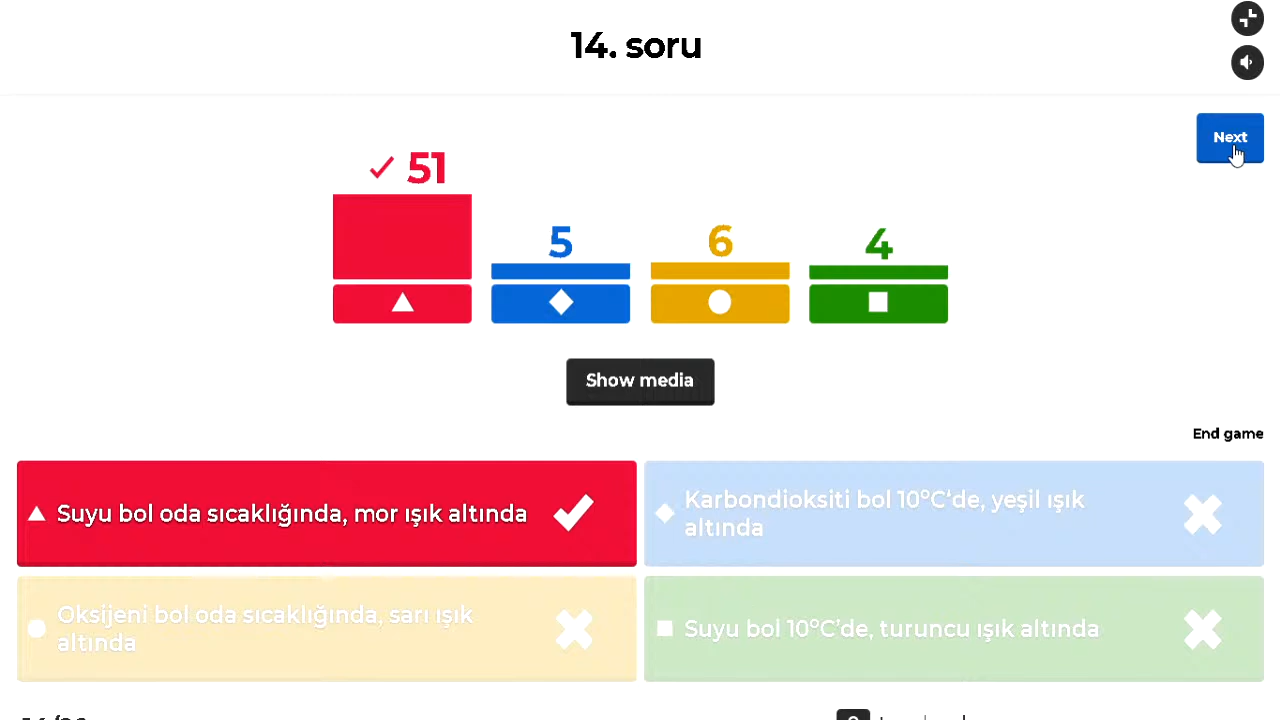 14. soru
Next
51
5
6
4
Show media
End game
Suyu bol oda sıcaklığında, mor ışık altında
Karbondioksiti bol 10°C'de, yeşil ışık
altında
Oksijeni bol oda sıcaklığında, sarı ışık
altında
Suyu bol 10°C'de, turuncu ışık altında